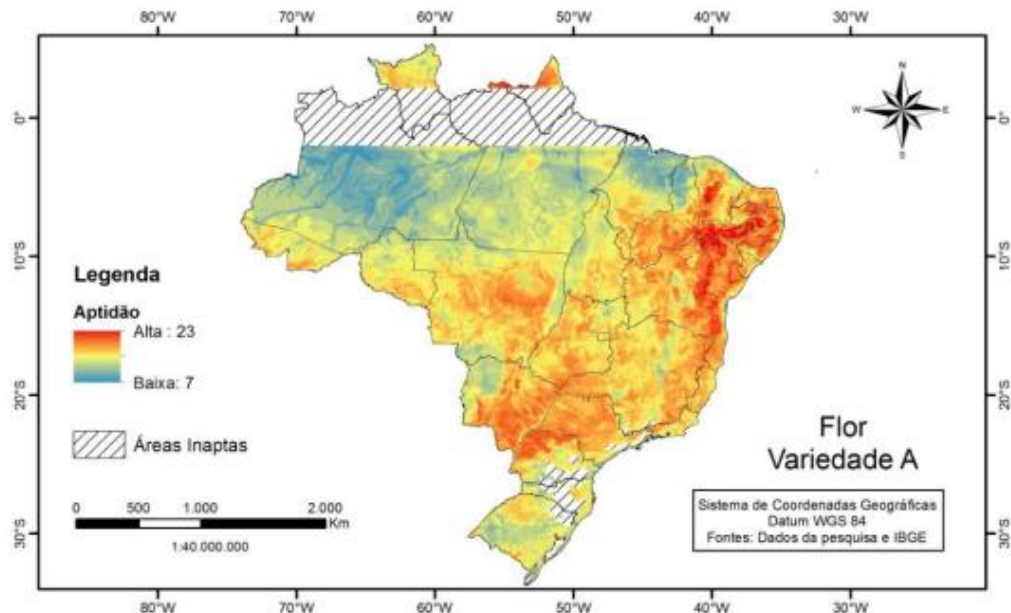 80°W 70°W 60°W 50°W 40°W 30°W
N
W E
S
0° 0°
10°S 10°S
20°S 20°S
30°S 30°S
Legenda
Aptidão
Alta : 23
Baixa: 7
Áreas Inaptas
0 500 1.000 2.000
Km
1:40.000.000
Flor
Variedade A
Sistema de Coordenadas Geográficas
Datum WGS 84
Fontes: Dados da pesquisa e IBGE
80°W 70°W 60°W 50°W 40°W 30°W